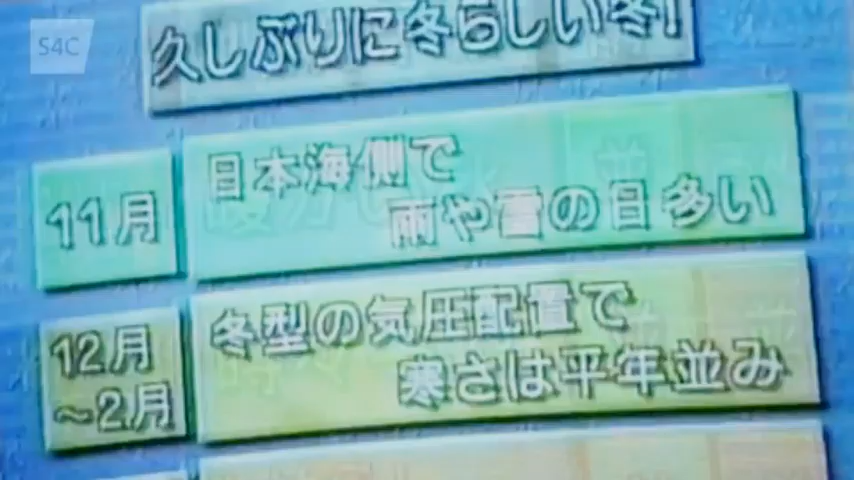 S4C
久しぶりに冬らしい冬!
11月
日本海側で
雨や雪の日多い
12月
～2月
冬型の気圧配置で
寒さは平年並み